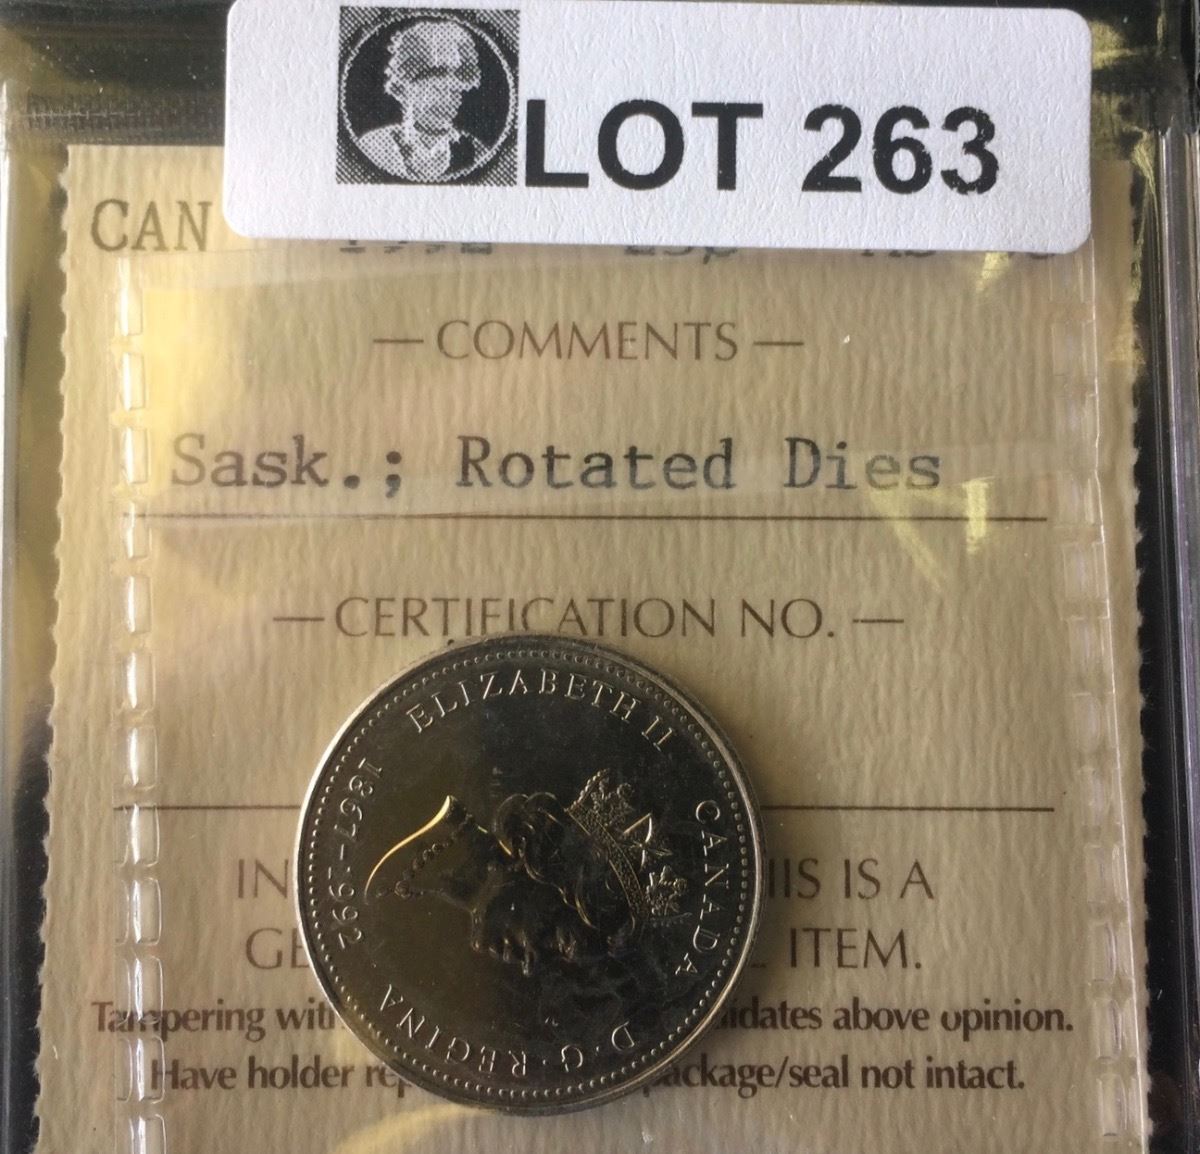 LOT 263
CAN
— COMMENTS —
Sask.; Rotated Dies
— CERTIFICATION NO. —
ELIZABETH II
CANADA
D·G·REGINA
1867-1992
IN IS IS A
GE ITEM.
Tampering with idates above opinion.
Have holder rep ackage/seal not intact.